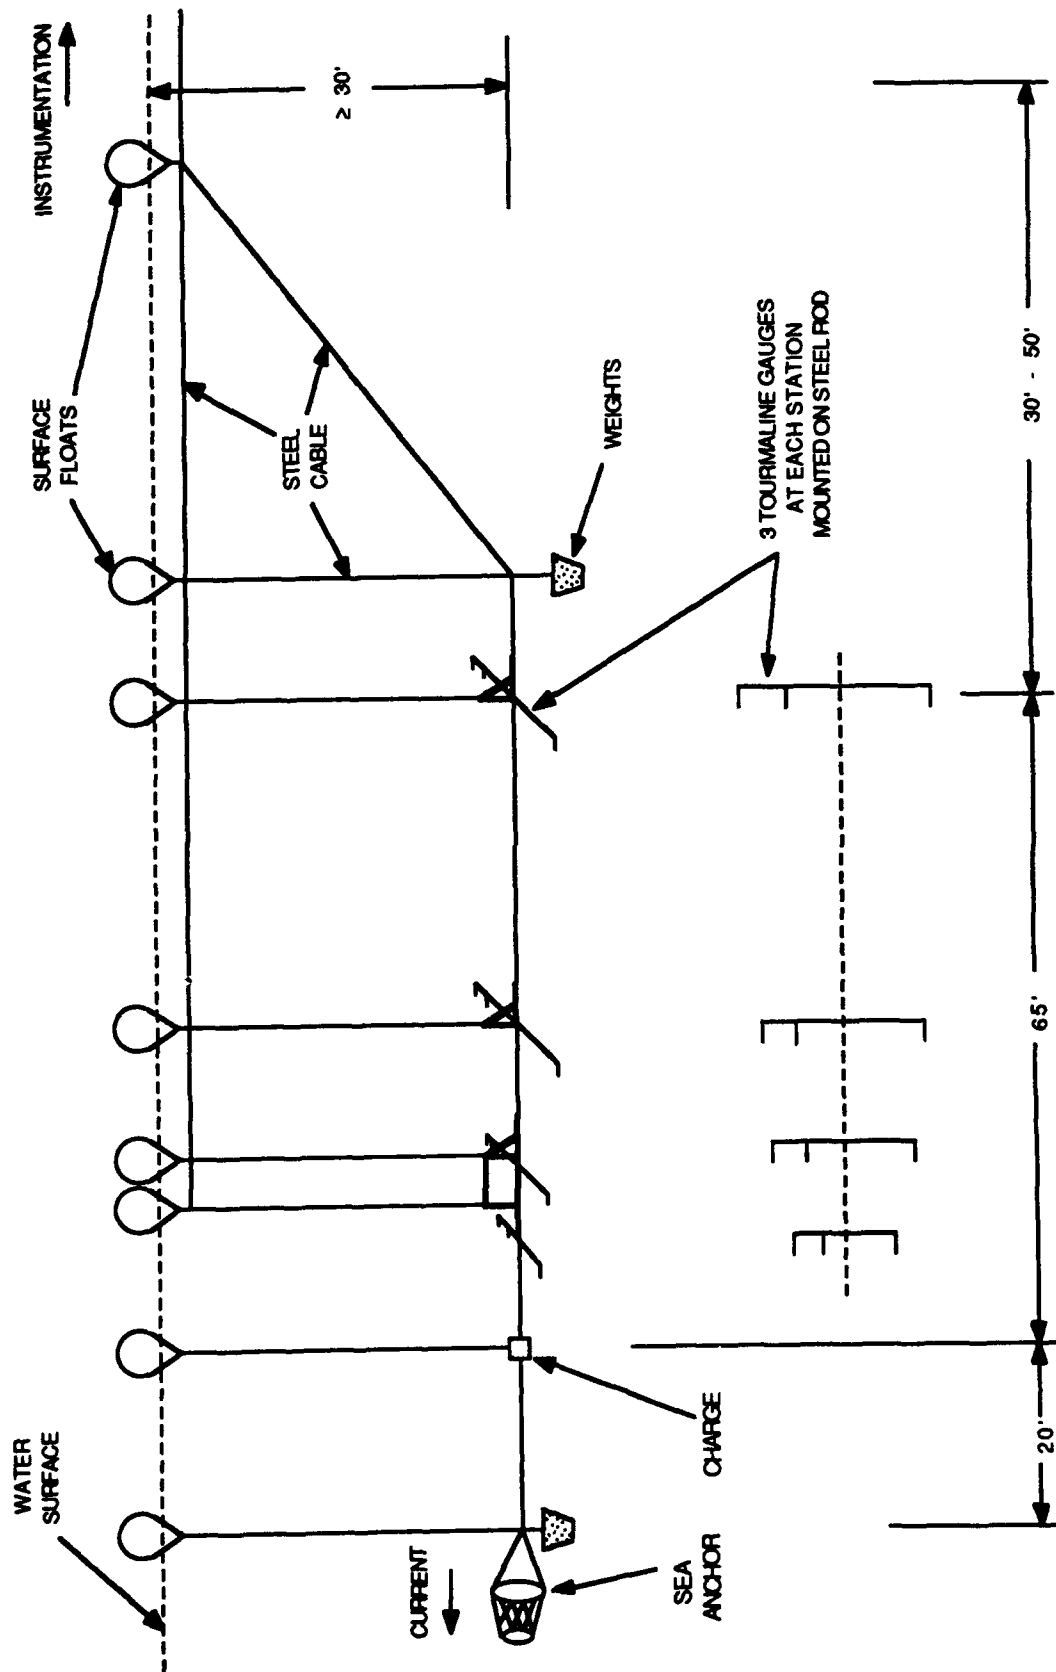 WATER
SURFACE
SURFACE
FLOATS
INSTRUMENTATION
≥ 30'
STEEL
CABLE
CURRENT
SEA
ANCHOR
CHARGE
WEIGHTS
3 TOURMALINE GAUGES
AT EACH STATION
MOUNTED ON STEEL ROD
20'
65'
30' - 50'